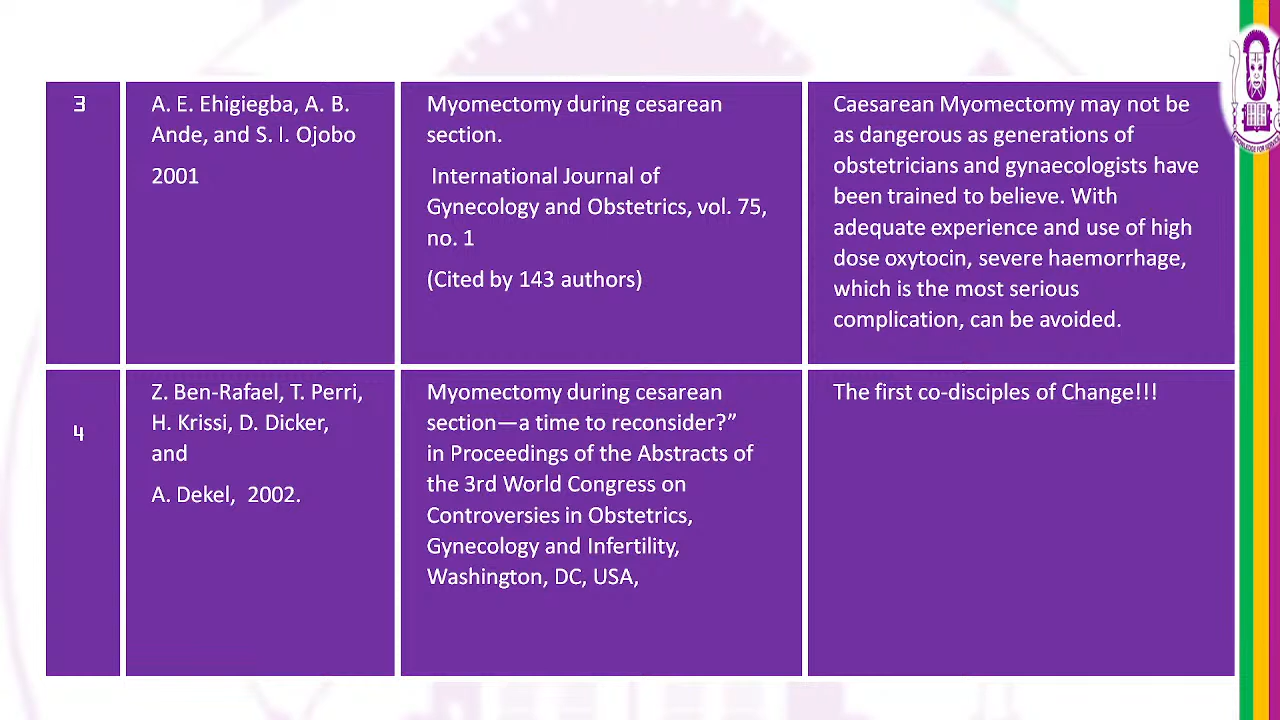 3
A. E. Ehigiegba, A. B.
Ande, and S. I. Ojobo
2001
Myomectomy during cesarean
section.
International Journal of
Gynecology and Obstetrics, vol. 75,
no. 1
(Cited by 143 authors)
Caesarean Myomectomy may not be
as dangerous as generations of
obstetricians and gynaecologists have
been trained to believe. With
adequate experience and use of high
dose oxytocin, severe haemorrhage,
which is the most serious
complication, can be avoided.
4
Z. Ben-Rafael, T. Perri,
H. Krissi, D. Dicker,
and
A. Dekel,  2002.
Myomectomy during cesarean
section—a time to reconsider?”
in Proceedings of the Abstracts of
the 3rd World Congress on
Controversies in Obstetrics,
Gynecology and Infertility,
Washington, DC, USA,
The first co-disciples of Change!!!
KNOWLEDGE FOR SERVICE